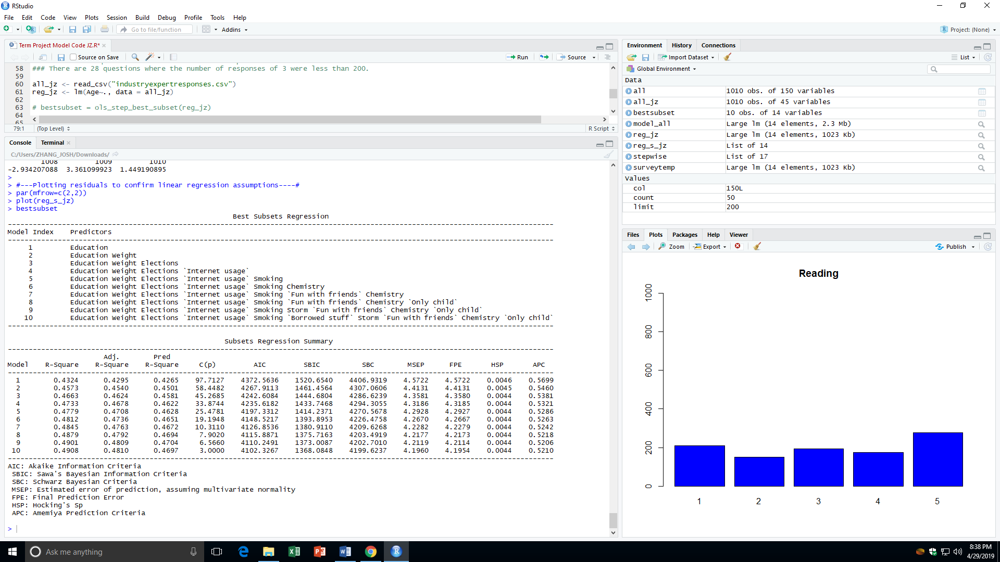 RStudio
File Edit Code View Plots Session Build Debug Profile Tools Help
Go to file/function Addins Project: (None)
Term Project Model Code JZ.R*
Source on Save Run Source
58 ### There are 28 questions where the number of responses of 3 were less than 200.
59
60 all_jz <- read_csv("industryexpertresponses.csv")
61 reg_jz <- lm(Age~., data = all_jz)
62
63 # bestsubset = ols_step_best_subset(reg_jz)
64
65
79:1 (Top Level) R Script
Console Terminal
C:/Users/ZHANG_JOSH/Downloads/
1008 1009 1010
-2.934207088 3.361099923 1.449190895
>
> #---Plotting residuals to confirm linear regression assumptions----#
> par(mfrow=c(2,2))
> plot(reg_s_jz)
> bestsubset
Best Subsets Regression
Model Index Predictors
1 Education
2 Education Weight
3 Education Weight Elections
4 Education Weight Elections `Internet usage`
5 Education Weight Elections `Internet usage` Smoking
6 Education Weight Elections `Internet usage` Smoking Chemistry
7 Education Weight Elections `Internet usage` Smoking `Fun with friends` Chemistry
8 Education Weight Elections `Internet usage` Smoking `Fun with friends` Chemistry `Only child`
9 Education Weight Elections `Internet usage` Smoking Storm `Fun with friends` Chemistry `Only child`
10 Education Weight Elections `Internet usage` Smoking `Borrowed stuff` Storm `Fun with friends` Chemistry `Only child`
Subsets Regression Summary
Adj. Pred
Model R-Square R-Square R-Square C(p) AIC SBIC SBC MSEP FPE HSP APC
1 0.4324 0.4295 0.4265 97.7127 4372.5636 1520.6540 4406.9319 4.5722 4.5722 0.0046 0.5699
2 0.4573 0.4540 0.4501 58.4482 4267.9113 1461.4564 4307.0606 4.4131 4.4131 0.0045 0.5460
3 0.4663 0.4624 0.4581 45.2685 4242.6084 1444.6804 4286.6239 4.3581 4.3580 0.0044 0.5381
4 0.4733 0.4678 0.4622 33.8744 4235.6182 1433.7468 4294.3055 4.3186 4.3185 0.0044 0.5321
5 0.4779 0.4708 0.4628 25.4781 4197.3312 1414.2371 4270.5678 4.2928 4.2927 0.0044 0.5286
6 0.4812 0.4736 0.4651 19.1948 4148.5217 1393.8953 4226.4758 4.2670 4.2667 0.0044 0.5263
7 0.4845 0.4763 0.4672 10.3110 4126.8536 1380.9110 4209.6268 4.2282 4.2279 0.0044 0.5242
8 0.4879 0.4792 0.4694 7.9020 4115.8871 1375.7163 4203.4919 4.2177 4.2173 0.0044 0.5218
9 0.4901 0.4809 0.4704 6.5660 4110.2491 1373.0087 4202.7010 4.2119 4.2114 0.0044 0.5206
10 0.4908 0.4810 0.4697 3.0000 4102.3267 1368.0848 4199.6237 4.1960 4.1954 0.0044 0.5210
AIC: Akaike Information Criteria
SBIC: Sawa's Bayesian Information Criteria
SBC: Schwarz Bayesian Criteria
MSEP: Estimated error of prediction, assuming multivariate normality
FPE: Final Prediction Error
HSP: Hocking's Sp
APC: Amemiya Prediction Criteria
>
Environment History Connections
Import Dataset List
Global Environment
Data
all 1010 obs. of 150 variables
all_jz 1010 obs. of 45 variables
bestsubset 10 obs. of 14 variables
model_all Large lm (14 elements, 2.3 Mb)
reg_jz Large lm (14 elements, 1023 Kb)
reg_s_jz List of 14
stepwise List of 17
surveytemp Large lm (14 elements, 1023 Kb)
Values
col 150L
count 50
limit 200
Files Plots Packages Help Viewer
Zoom Export Publish
Reading
1000
800
600
400
200
0
1 2 3 4 5
Ask me anything
8:38 PM
4/29/2019